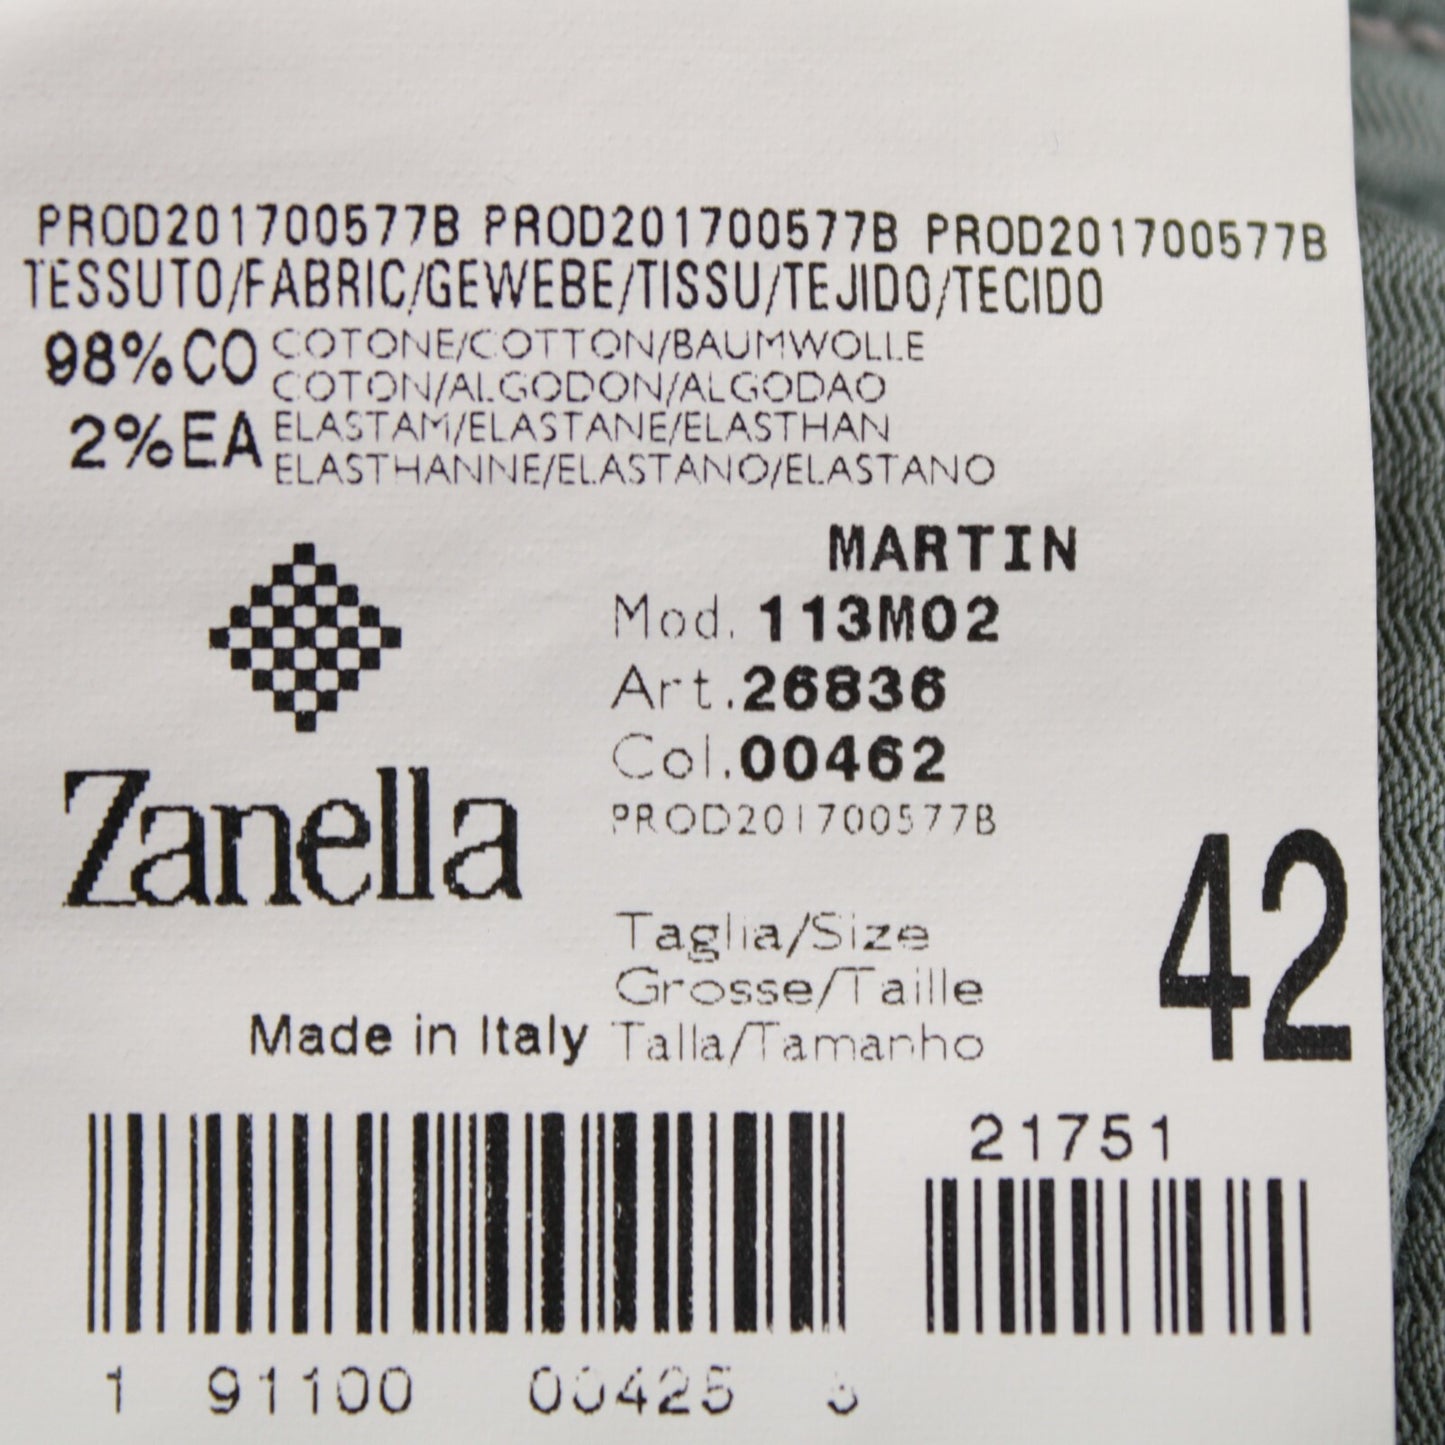 PROD201700577B PROD201700577B PROD201700577B
TESSUTO/FABRIC/GEWEBE/TISSU/TEJIDO/TECIDO
98%CO COTONE/COTTON/BAUMWOLLE
COTON/ALGODON/ALGODAO
2%EA ELASTAM/ELASTANE/ELASTHAN
ELASTHANNE/ELASTANO/ELASTANO
MARTIN
Mod. 113M02
Art. 26836
Col. 00462
PROD201700577B
Zanella
Taglia/Size
Grosse/Taille
Talla/Tamanho
42
Made in Italy
21751
1 91100 00425